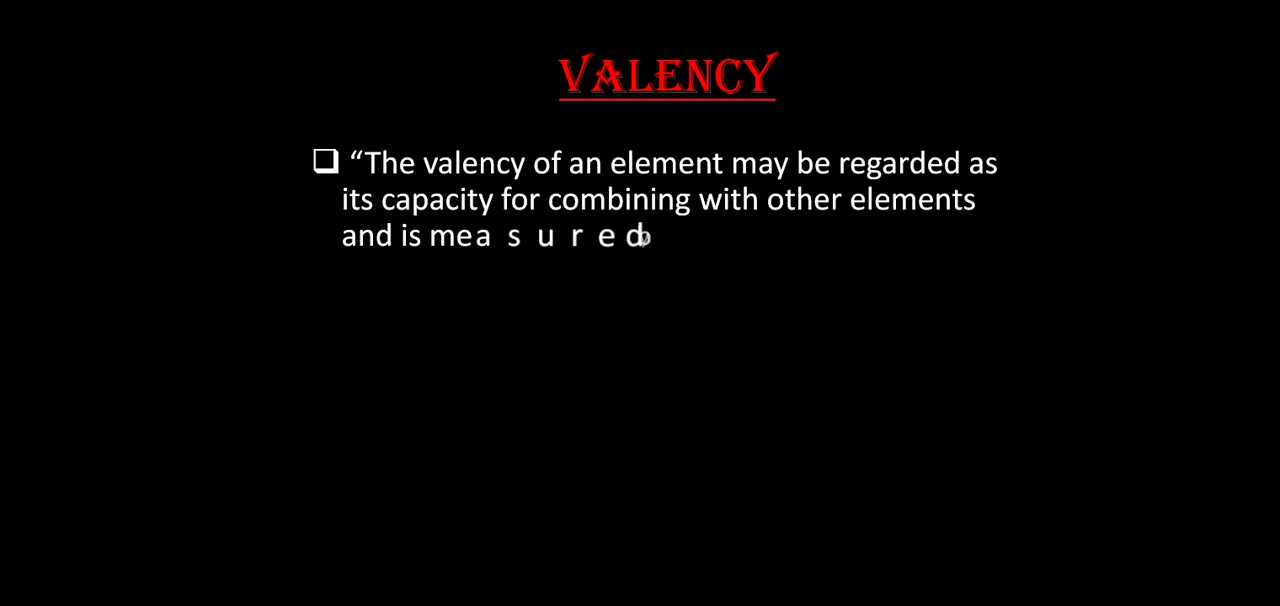 VALENCY
❑ “The valency of an element may be regarded as
its capacity for combining with other elements
and is measured